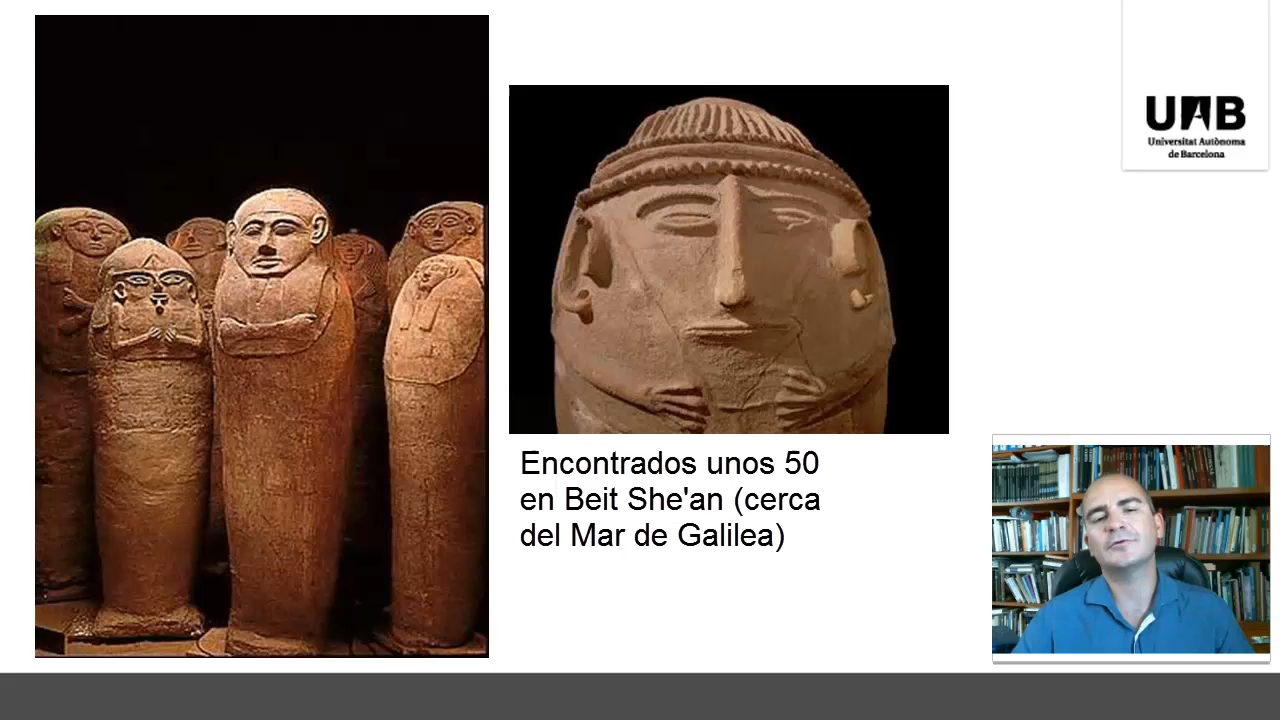 UAB
Universitat Autònoma
de Barcelona
Encontrados unos 50
en Beit She'an (cerca
del Mar de Galilea)